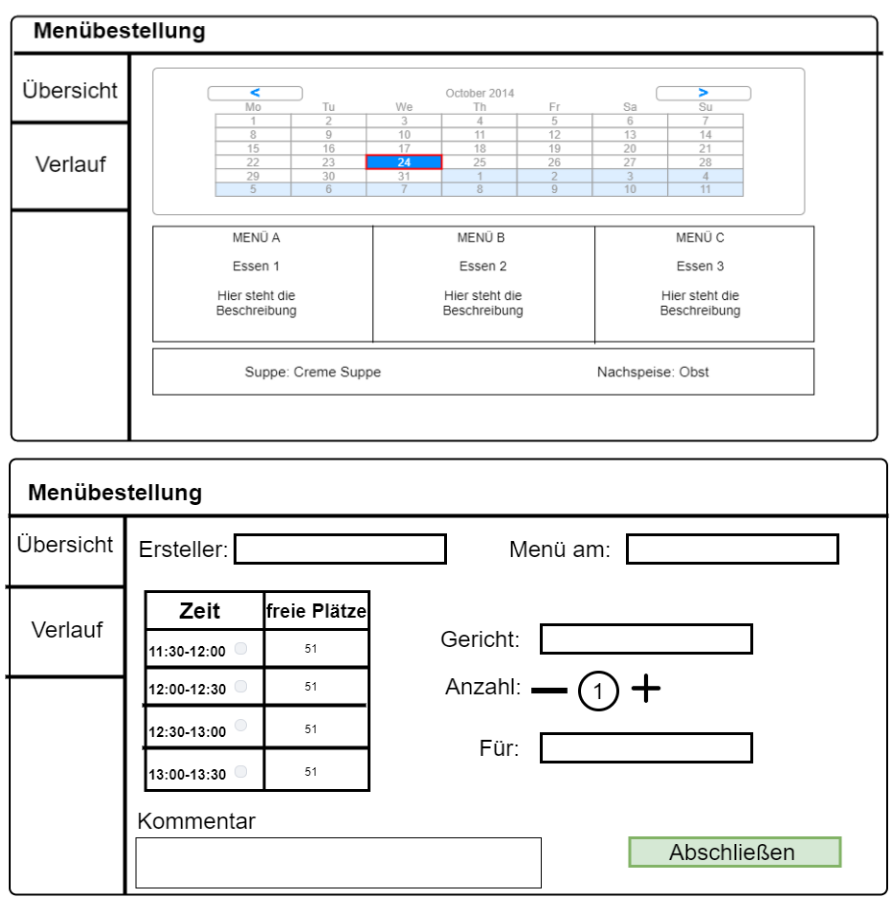 Menübestellung
Übersicht
Verlauf
< October 2014 >
Mo Tu We Th Fr Sa Su
1 2 3 4 5 6 7
8 9 10 11 12 13 14
15 16 17 18 19 20 21
22 23 24 25 26 27 28
29 30 31 1 2 3 4
5 6 7 8 9 10 11
MENÜ A MENÜ B MENÜ C
Essen 1 Essen 2 Essen 3
Hier steht die Hier steht die Hier steht die
Beschreibung Beschreibung Beschreibung
Suppe: Creme Suppe Nachspeise: Obst
Menübestellung
Übersicht
Verlauf
Ersteller: Menü am:
Zeit freie Plätze
11:30-12:00 51
12:00-12:30 51
12:30-13:00 51
13:00-13:30 51
Gericht:
Anzahl: − 1 +
Für:
Kommentar
Abschließen